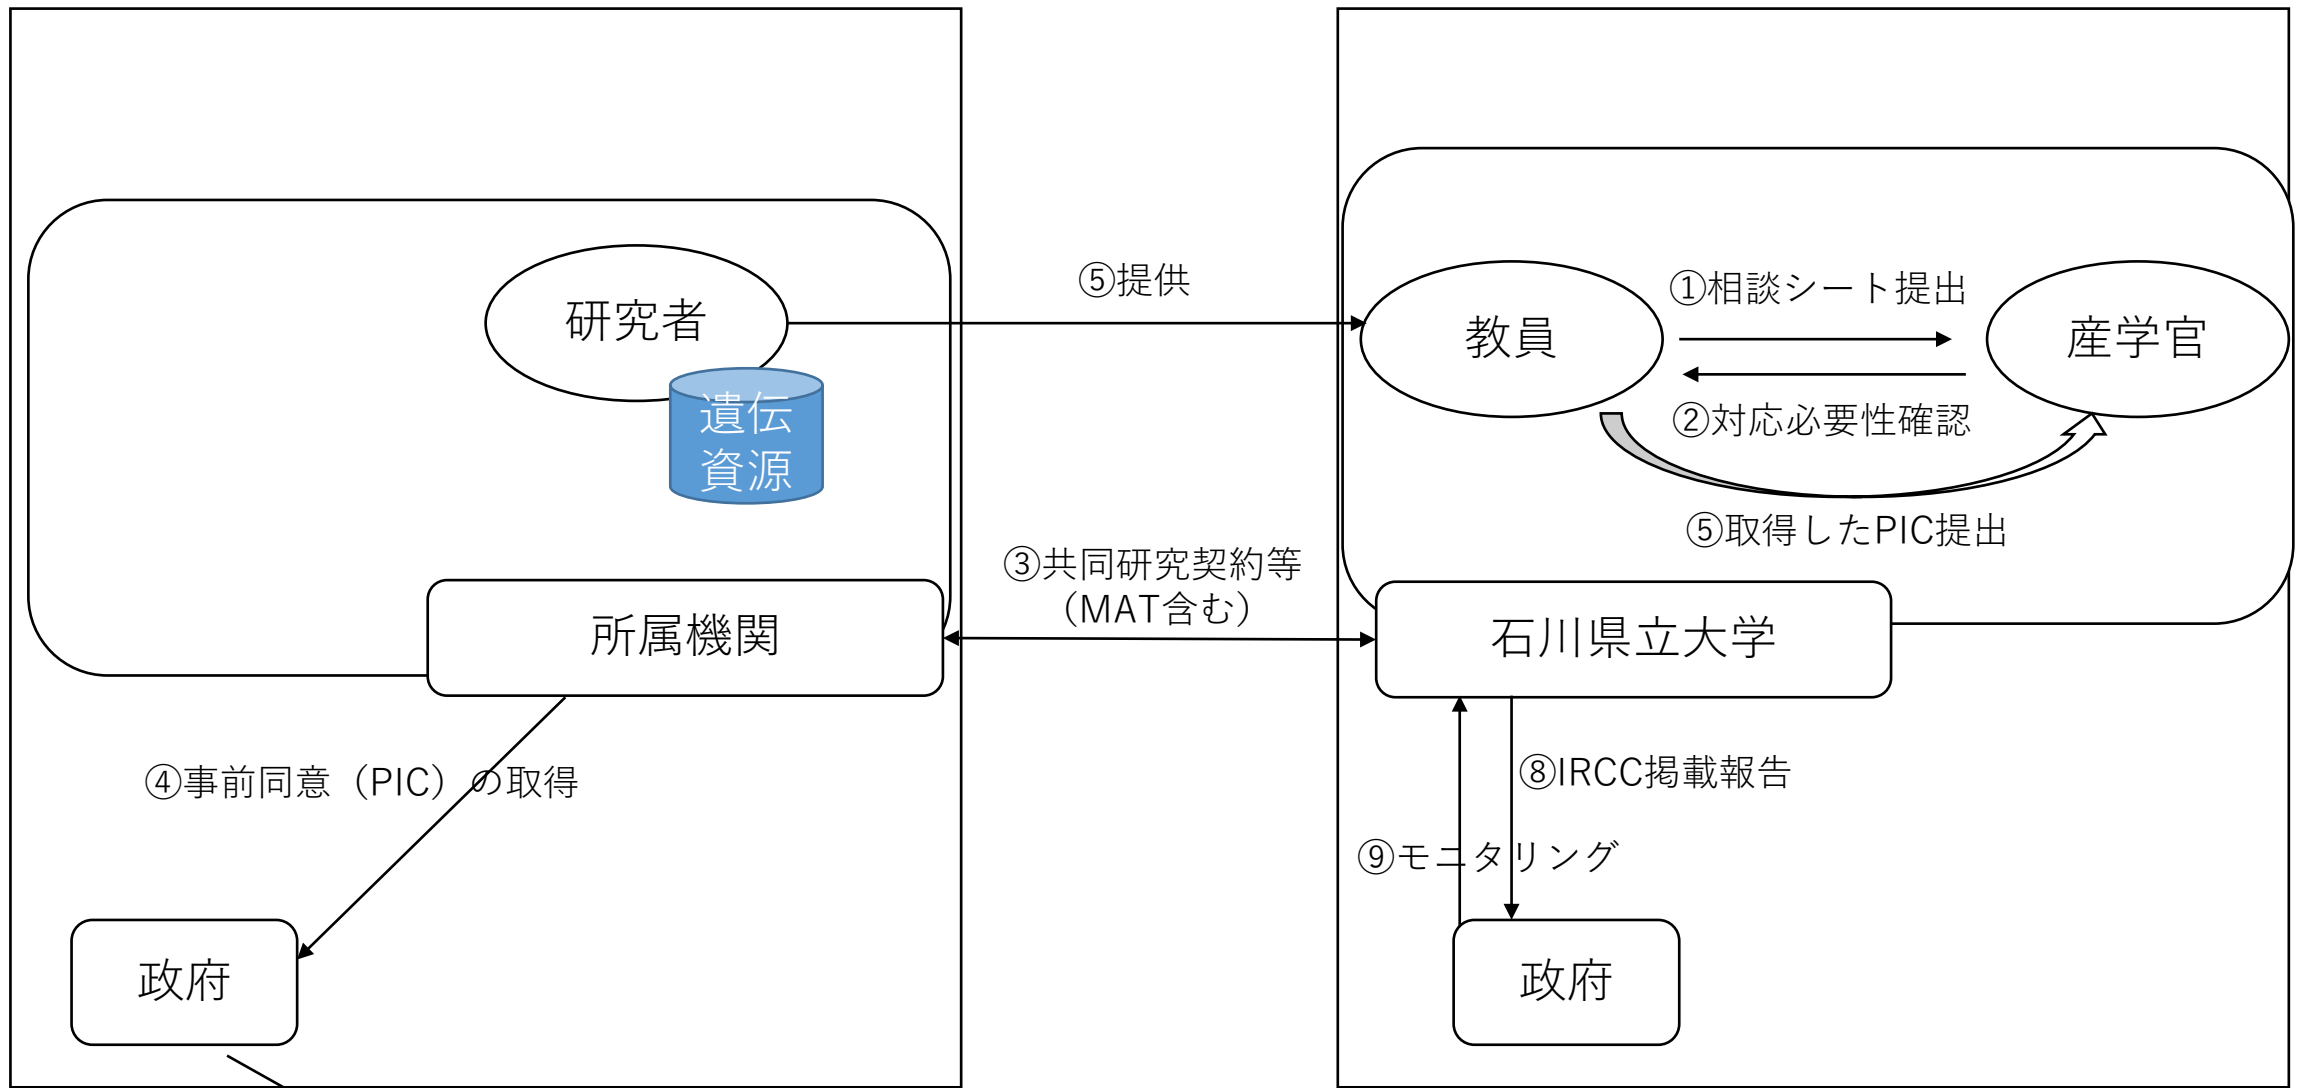 研究者
遺伝
資源
所属機関
④事前同意（PIC）の取得
政府
⑤提供
③共同研究契約等
（MAT含む）
教員
①相談シート提出
産学官
②対応必要性確認
⑤取得したPIC提出
石川県立大学
⑧IRCC掲載報告
⑨モニタリング
政府